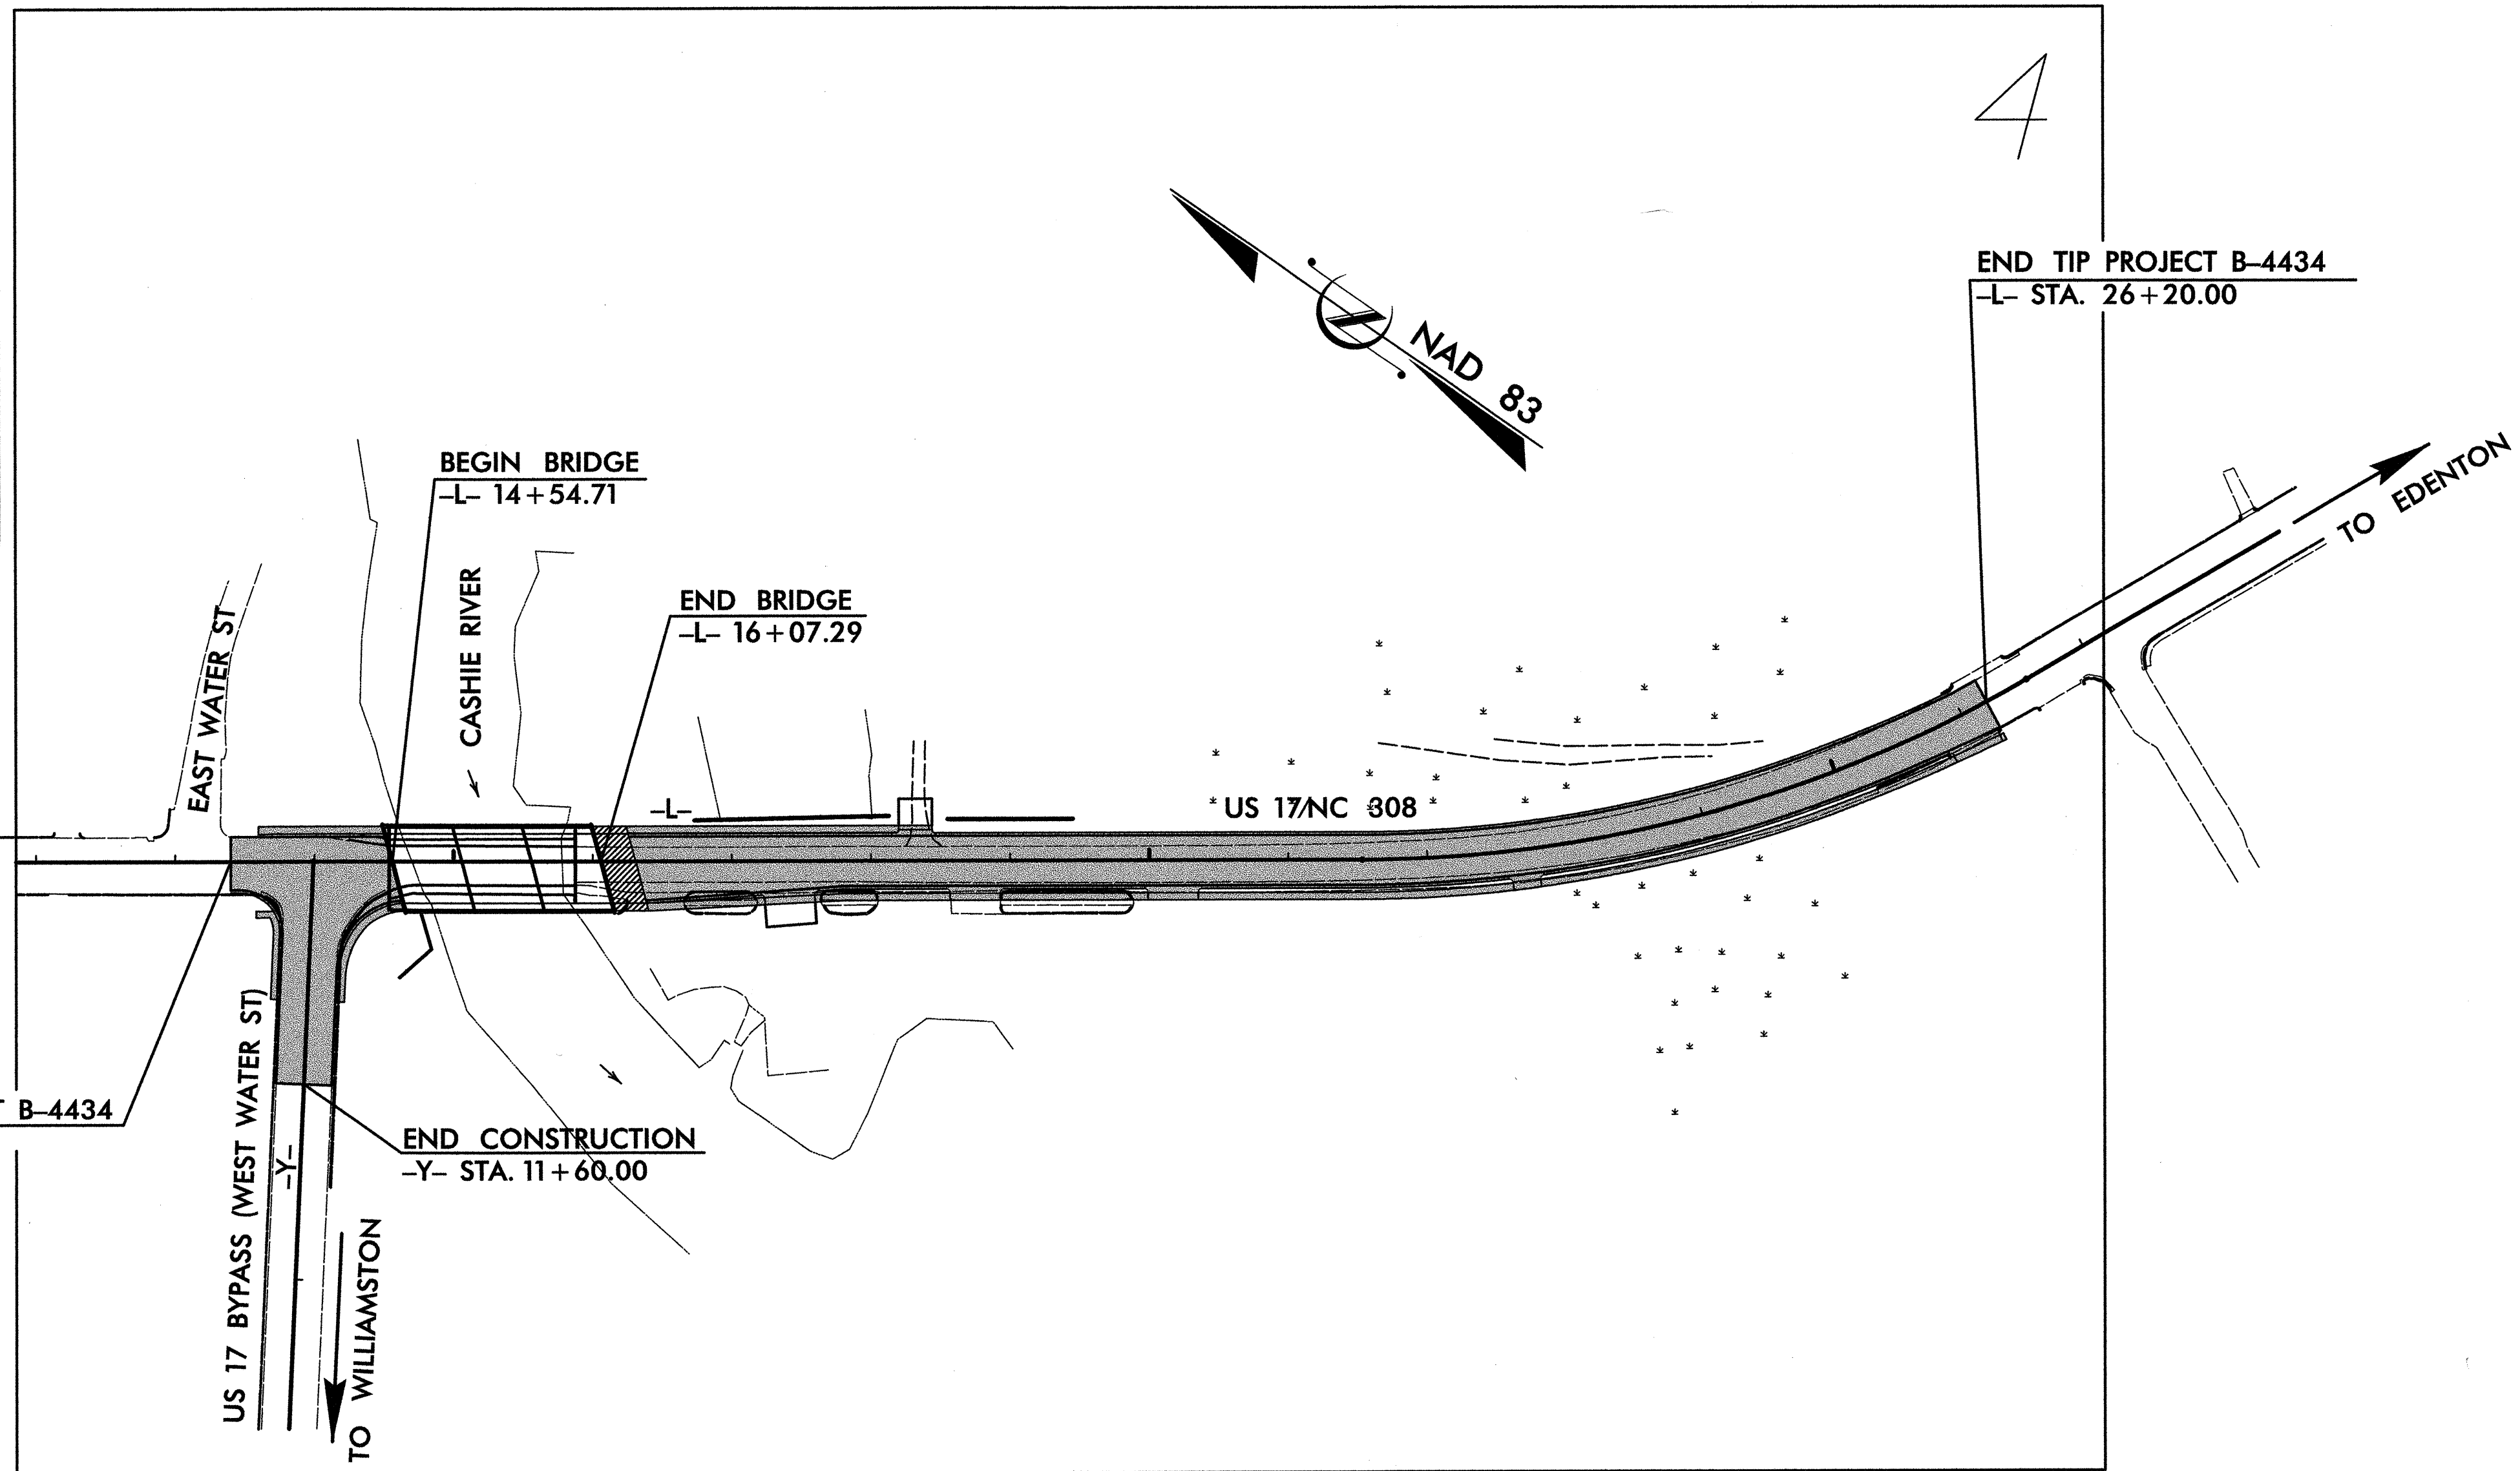 4
END TIP PROJECT B-4434
-L- STA. 26+20.00
NAD 83
BEGIN BRIDGE
-L- 14+54.71
TO EDENTON
CASHIE RIVER
END BRIDGE
-L- 16+07.29
EAST WATER ST
-L-
US 17/NC 308
B-4434
US 17 BYPASS (WEST WATER ST)
-Y-
END CONSTRUCTION
-Y- STA. 11+60.00
TO WILLIAMSTON